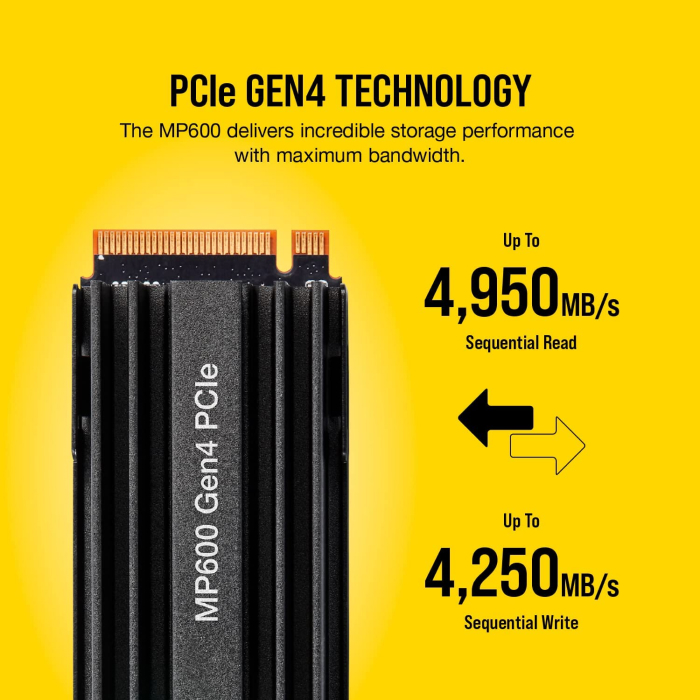 PCIe GEN4 TECHNOLOGY
The MP600 delivers incredible storage performance
with maximum bandwidth.
Up To
4,950MB/s
Sequential Read
MP600 Gen4 PCIe
Up To
4,250MB/s
Sequential Write